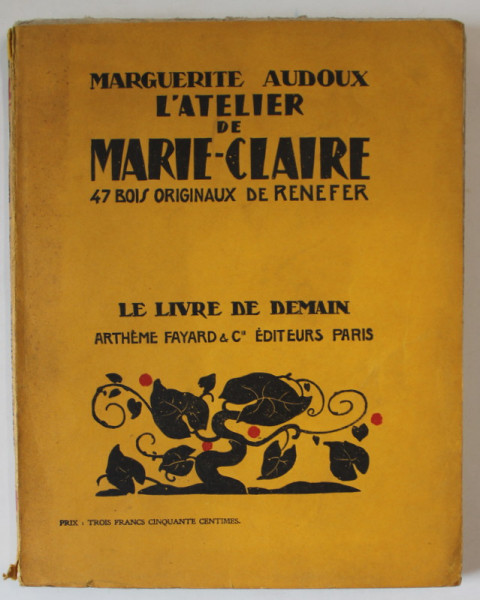 MARGUERITE AUDOUX
L'ATELIER
DE
MARIE-CLAIRE
47 BOIS ORIGINAUX DE RENEFER
LE LIVRE DE DEMAIN
ARTHÈME FAYARD & Cie ÉDITEURS PARIS
PRIX : TROIS FRANCS CINQUANTE CENTIMES.